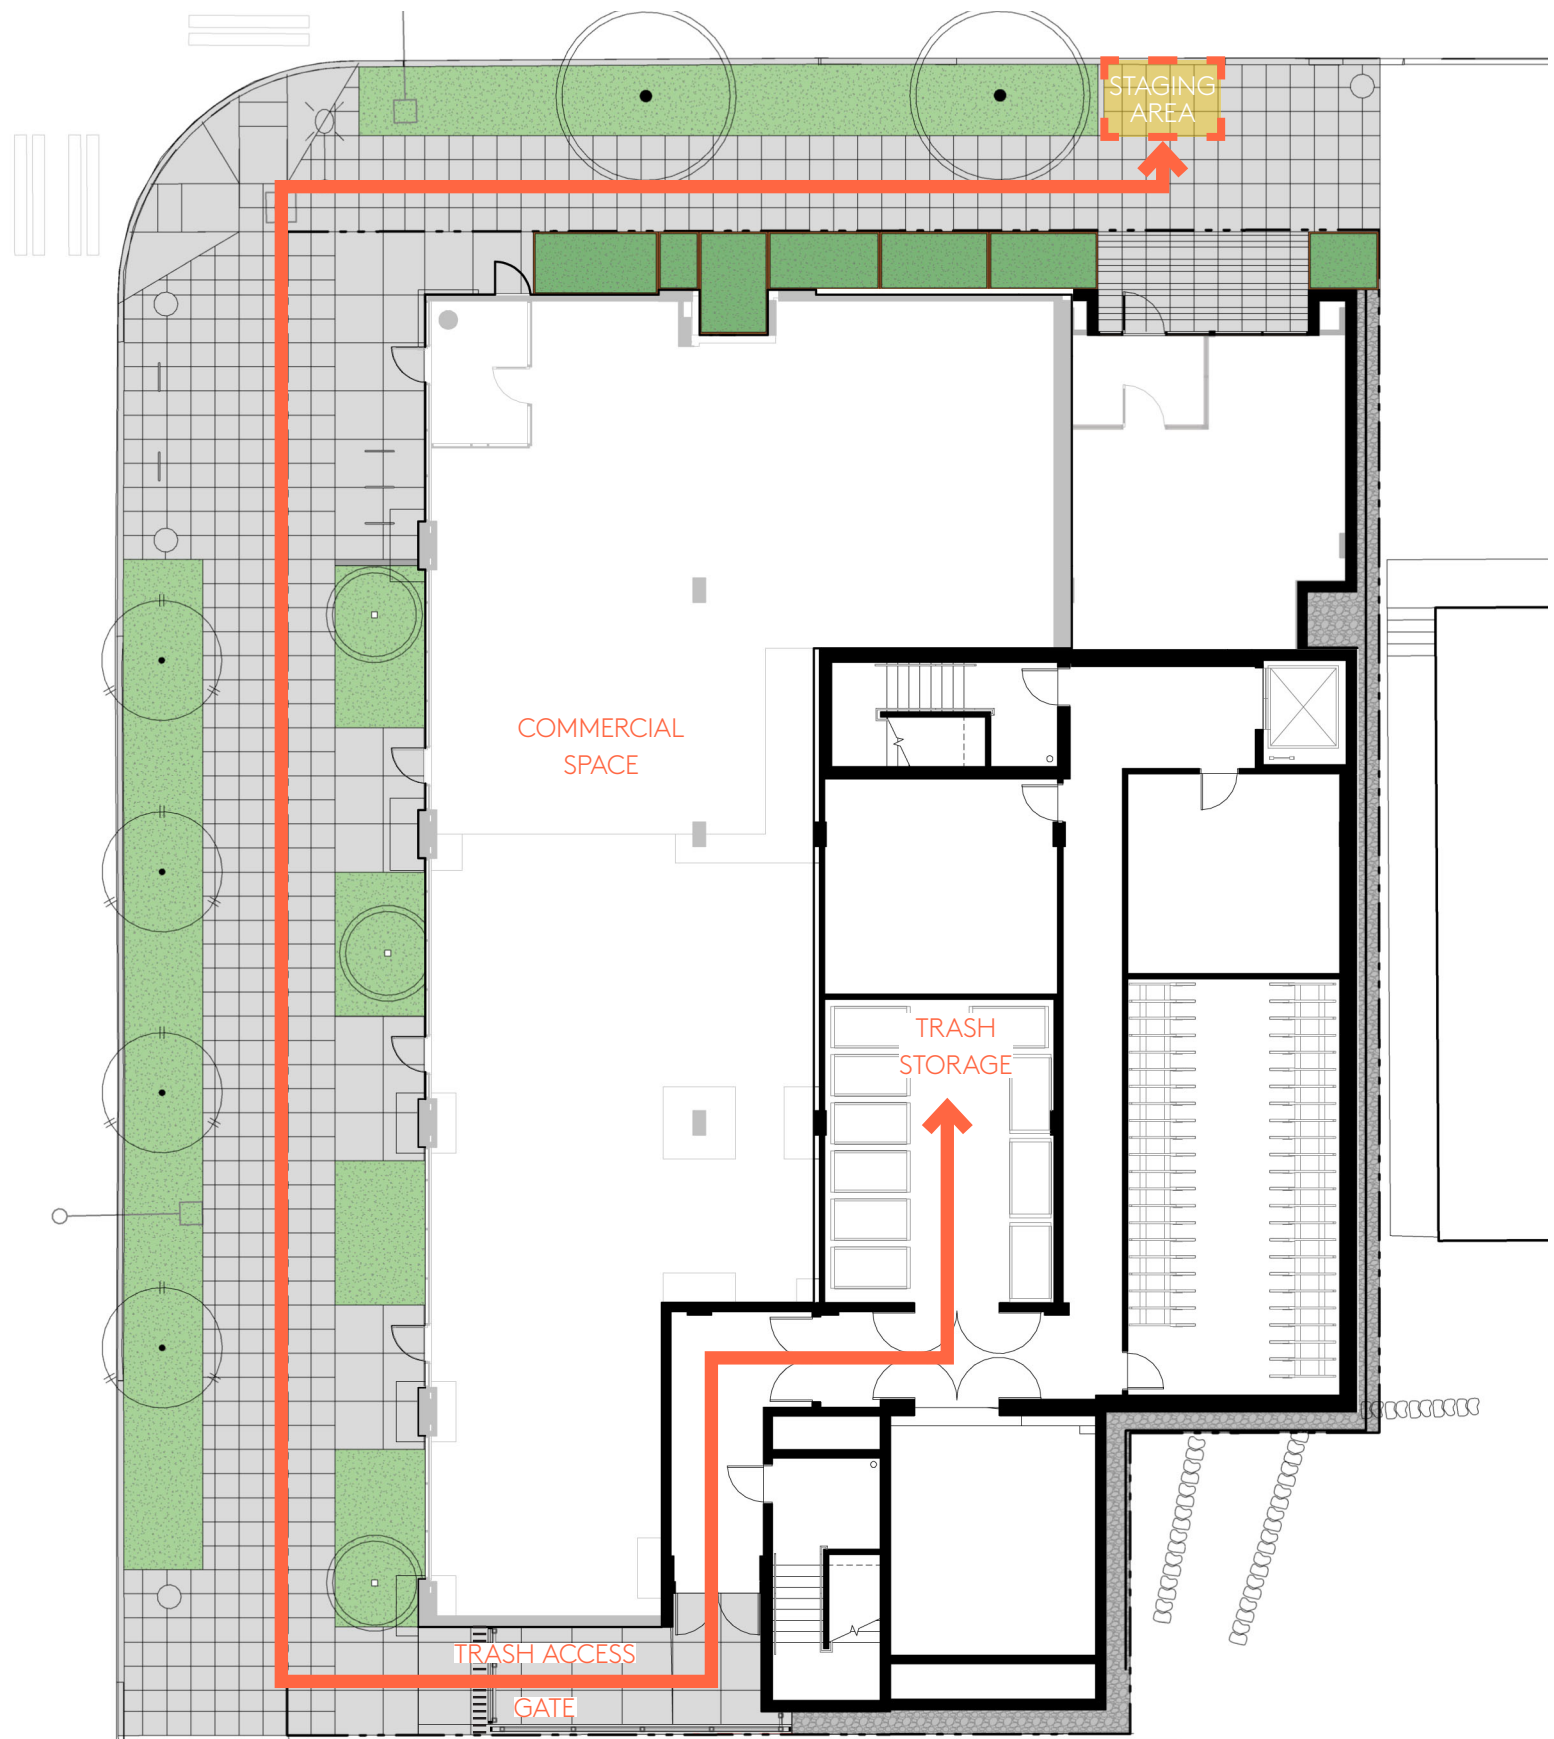 STAGING
AREA
COMMERCIAL
SPACE
TRASH
STORAGE
TRASH ACCESS
GATE